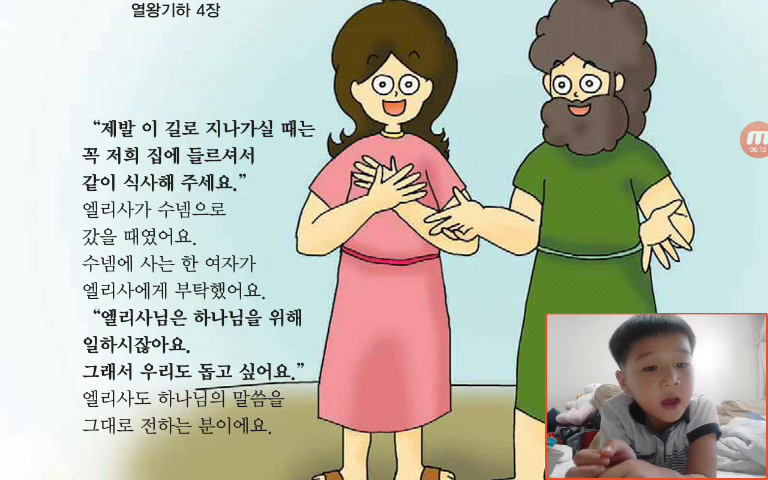 열왕기하 4장
“제발 이 길로 지나가실 때는
꼭 저희 집에 들르셔서
같이 식사해 주세요.”
엘리사가 수넴으로
갔을 때였어요.
수넴에 사는 한 여자가
엘리사에게 부탁했어요.
“엘리사님은 하나님을 위해
일하시잖아요.
그래서 우리도 돕고 싶어요.”
엘리사도 하나님의 말씀을
그대로 전하는 분이에요.
06:12